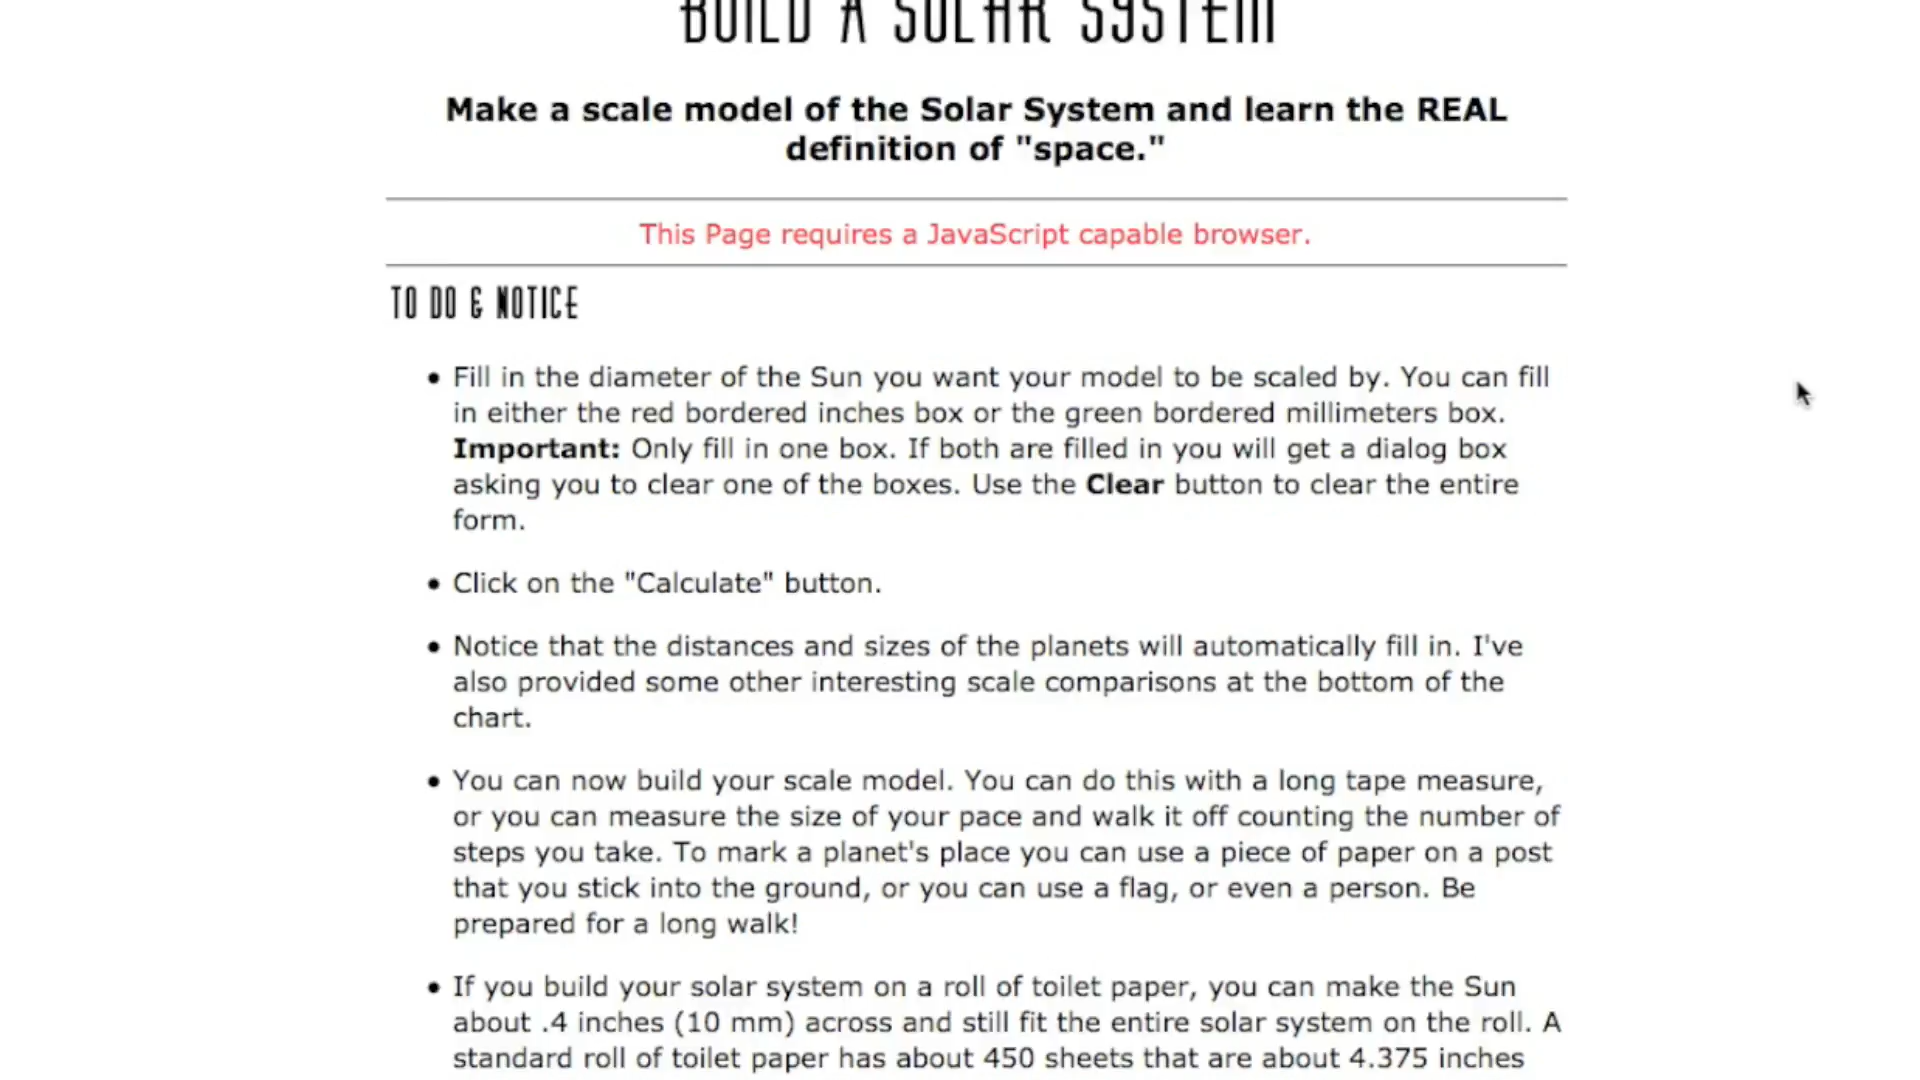 BUILD A SOLAR SYSTEM
Make a scale model of the Solar System and learn the REAL
definition of "space."
This Page requires a JavaScript capable browser.
TO DO & NOTICE
• Fill in the diameter of the Sun you want your model to be scaled by. You can fill
in either the red bordered inches box or the green bordered millimeters box.
Important: Only fill in one box. If both are filled in you will get a dialog box
asking you to clear one of the boxes. Use the Clear button to clear the entire
form.
• Click on the "Calculate" button.
• Notice that the distances and sizes of the planets will automatically fill in. I've
also provided some other interesting scale comparisons at the bottom of the
chart.
• You can now build your scale model. You can do this with a long tape measure,
or you can measure the size of your pace and walk it off counting the number of
steps you take. To mark a planet's place you can use a piece of paper on a post
that you stick into the ground, or you can use a flag, or even a person. Be
prepared for a long walk!
• If you build your solar system on a roll of toilet paper, you can make the Sun
about .4 inches (10 mm) across and still fit the entire solar system on the roll. A
standard roll of toilet paper has about 450 sheets that are about 4.375 inches